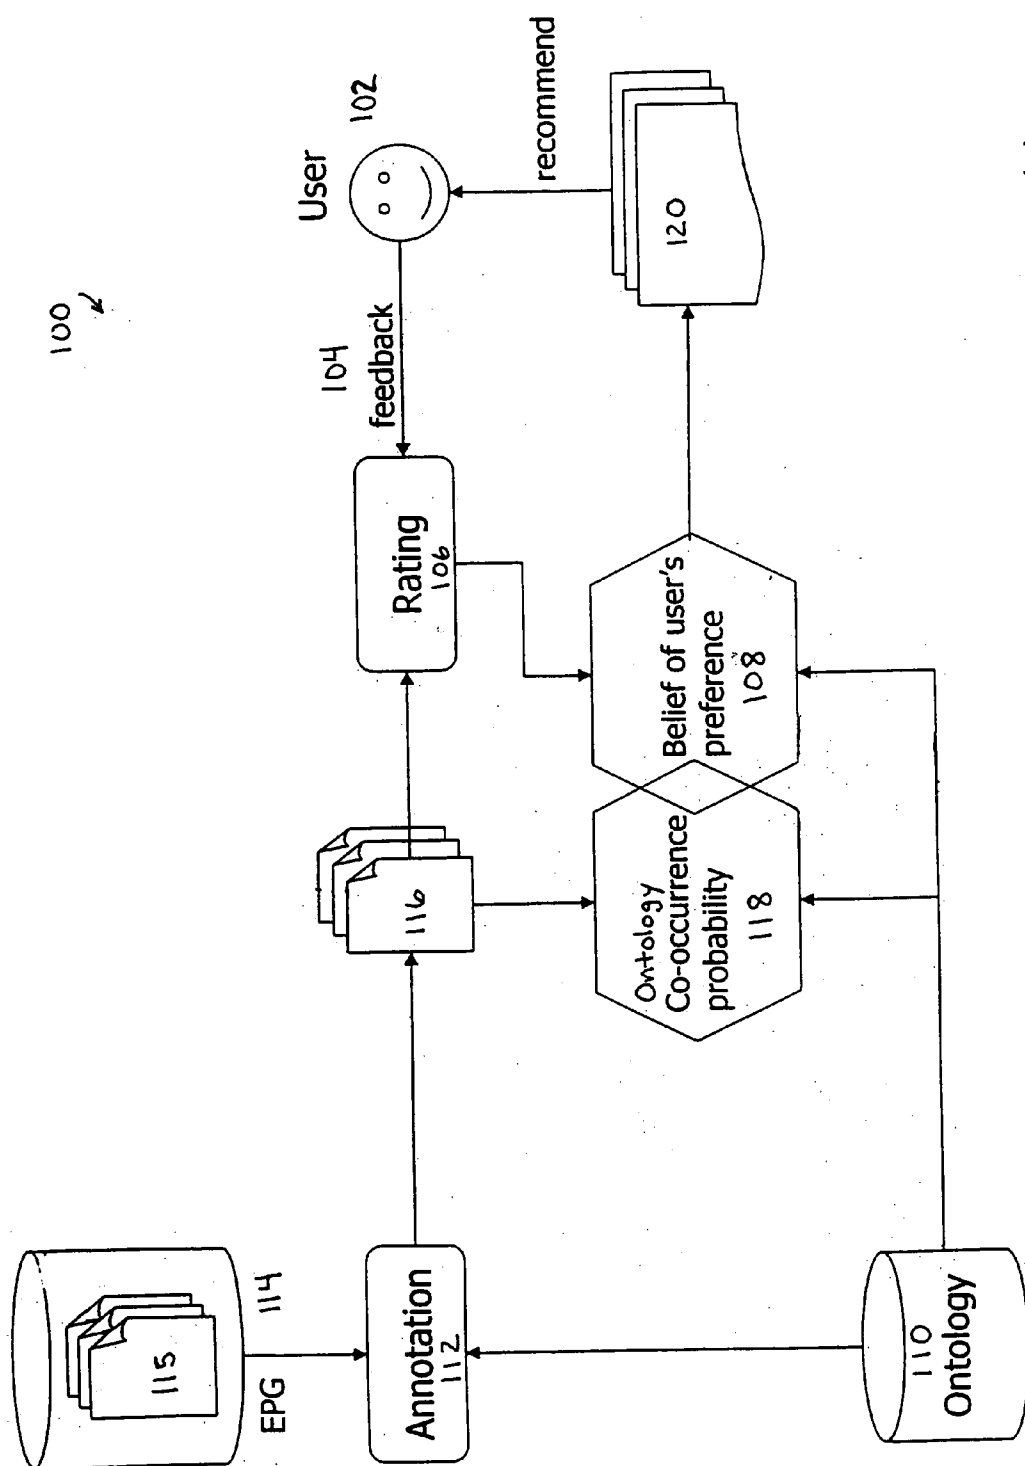 100
User
102
104
feedback
recommend
Rating
106
120
116
Belief of user's
preference
108
Ontology
Co-occurrence
probability
118
115
114
EPG
Annotation
112
110
Ontology